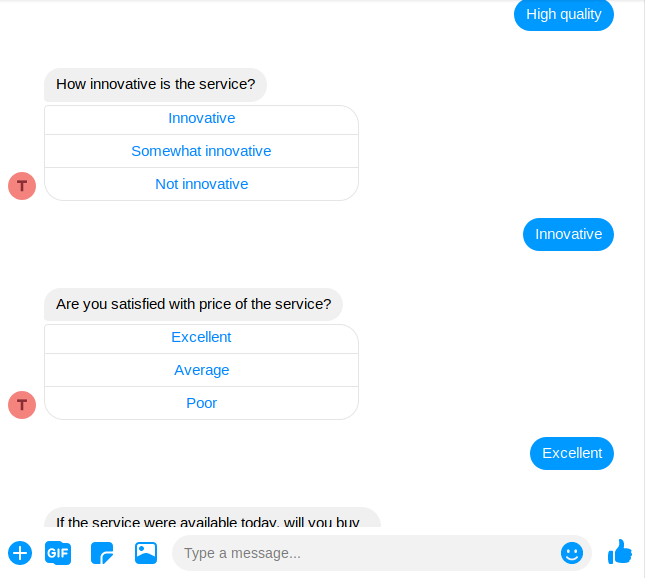 High quality
How innovative is the service?
Innovative
Somewhat innovative
Not innovative
T
Innovative
Are you satisfied with price of the service?
Excellent
Average
Poor
T
Excellent
If the service were available today, will you buy
GIF
Type a message...